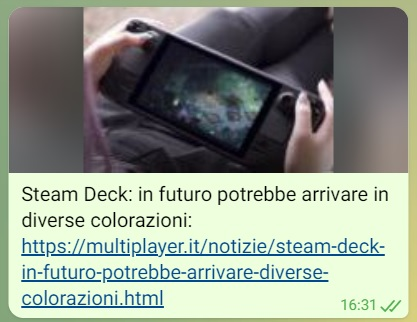 Steam Deck: in futuro potrebbe arrivare in
diverse colorazioni:
https://multiplayer.it/notizie/steam-deck-
in-futuro-potrebbe-arrivare-diverse-
colorazioni.html
16:31